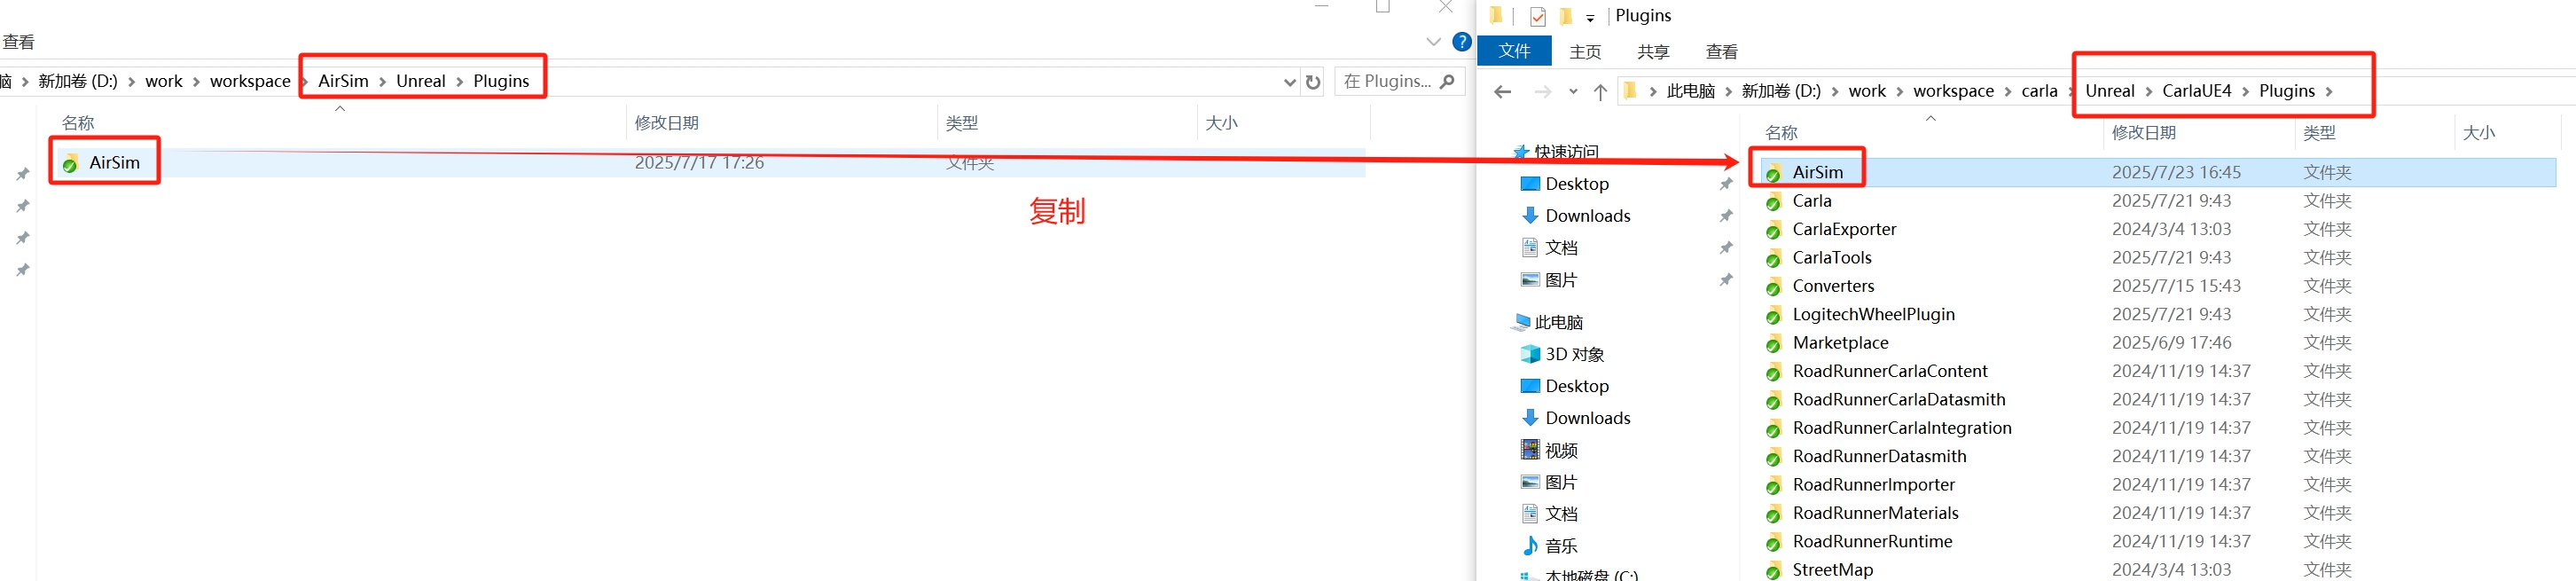 查看
新加卷 (D:) > work > workspace > AirSim > Unreal > Plugins
在 Plugins...
名称 修改日期 类型 大小
AirSim 2025/7/17 17:26 文件夹
复制
Plugins
文件 主页 共享 查看
此电脑 > 新加卷 (D:) > work > workspace > carla > Unreal > CarlaUE4 > Plugins >
快速访问
Desktop
Downloads
文档
图片
此电脑
3D 对象
Desktop
Downloads
视频
图片
文档
音乐
本地磁盘 (C:)
名称 修改日期 类型 大小
AirSim 2025/7/23 16:45 文件夹
Carla 2025/7/21 9:43 文件夹
CarlaExporter 2024/3/4 13:03 文件夹
CarlaTools 2025/7/21 9:43 文件夹
Converters 2025/7/15 15:43 文件夹
LogitechWheelPlugin 2025/7/21 9:43 文件夹
Marketplace 2025/6/9 17:46 文件夹
RoadRunnerCarlaContent 2024/11/19 14:37 文件夹
RoadRunnerCarlaDatasmith 2024/11/19 14:37 文件夹
RoadRunnerCarlaIntegration 2024/11/19 14:37 文件夹
RoadRunnerDatasmith 2024/11/19 14:37 文件夹
RoadRunnerImporter 2024/11/19 14:37 文件夹
RoadRunnerMaterials 2024/11/19 14:37 文件夹
RoadRunnerRuntime 2024/11/19 14:37 文件夹
StreetMap 2024/3/4 13:03 文件夹